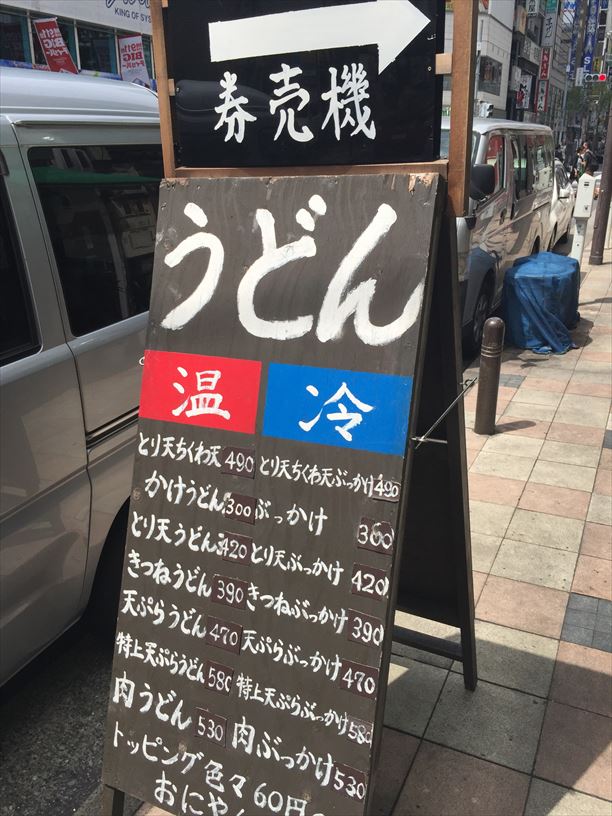 KING OF SYS
券売機
うどん
温 冷
とり天ちくわ天 490 とり天ちくわ天ぶっかけ 490
かけうどん 300 ぶっかけ 300
とり天うどん 420 とり天ぶっかけ 420
きつねうどん 390 きつねぶっかけ 390
天ぷらうどん 470 天ぷらぶっかけ 470
特上天ぷらうどん 580 特上天ぷらぶっかけ 580
肉うどん 530 肉ぶっかけ 530
トッピング色々60円
おにや